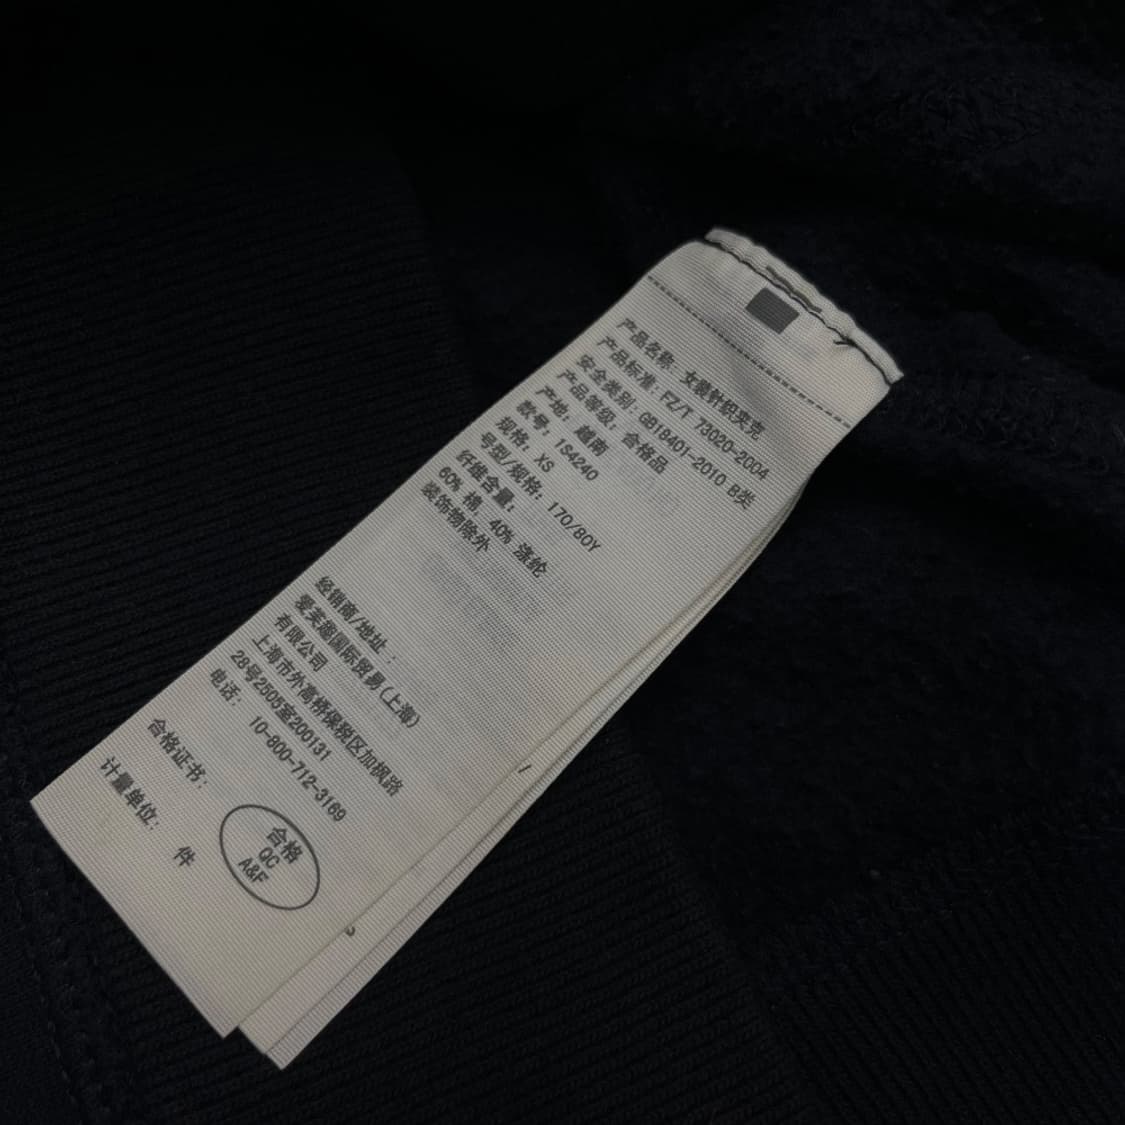 产品名称: 女装针织夹克
产品标准: FZ/T 73020-2004
安全类别: GB18401-2010 B类
产品等级: 合格品
产地: 越南
款号: 1S4240
规格: XS
号型/规格: 170/80Y
纤维含量:
60% 棉, 40% 涤纶
装饰物除外
经销商/地址:
爱芙趣国际贸易(上海)
有限公司
上海市外高桥保税区加枫路
28号2505室200131
电话: 10-800-712-3169
合格证书:
合格
QC
A&F
计量单位: 件